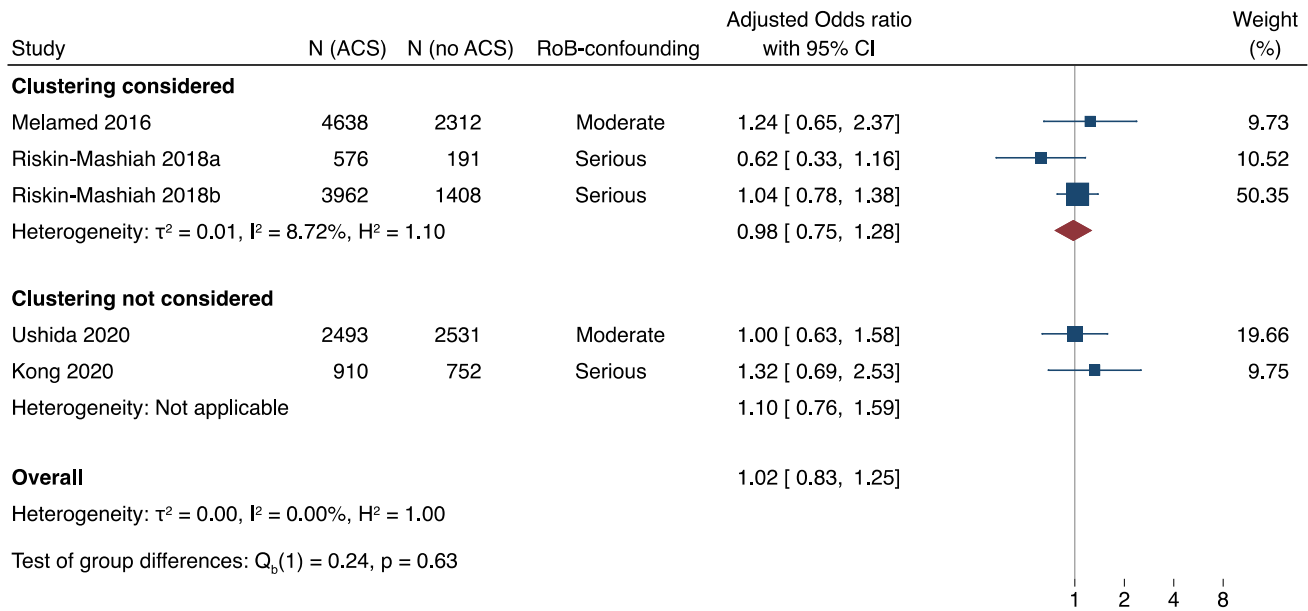 Adjusted Odds ratio Weight
Study N (ACS) N (no ACS) RoB-confounding with 95% CI (%)
Clustering considered
Melamed 2016 4638 2312 Moderate 1.24 [ 0.65, 2.37] 9.73
Riskin-Mashiah 2018a 576 191 Serious 0.62 [ 0.33, 1.16] 10.52
Riskin-Mashiah 2018b 3962 1408 Serious 1.04 [ 0.78, 1.38] 50.35
Heterogeneity: τ² = 0.01, I² = 8.72%, H² = 1.10 0.98 [ 0.75, 1.28]
Clustering not considered
Ushida 2020 2493 2531 Moderate 1.00 [ 0.63, 1.58] 19.66
Kong 2020 910 752 Serious 1.32 [ 0.69, 2.53] 9.75
Heterogeneity: Not applicable 1.10 [ 0.76, 1.59]
Overall 1.02 [ 0.83, 1.25]
Heterogeneity: τ² = 0.00, I² = 0.00%, H² = 1.00
Test of group differences: Q_b(1) = 0.24, p = 0.63
1 2 4 8